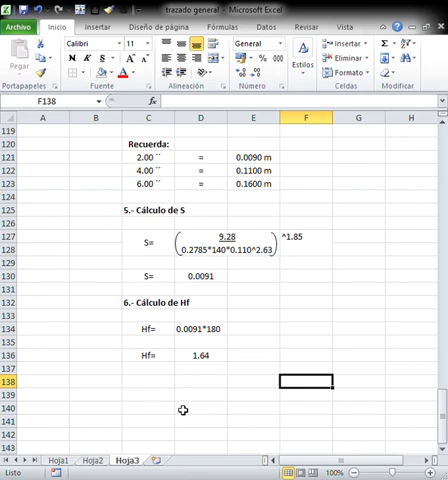 trazado general - Microsoft Excel
Archivo Inicio Insertar Diseño de página Fórmulas Datos Revisar Vista
Calibri 11 General Insertar Σ
Pegar N K S % 000 Estilos Eliminar
Formato
Portapapeles Fuente Alineación Número Celdas Modificar
F138 fx
A B C D E F G H
119
120 Recuerda:
121 2.00 ´´ = 0.0090 m
122 4.00 ´´ = 0.1100 m
123 6.00 ´´ = 0.1600 m
124
125 5.- Cálculo de S
126
127 S= 9.28 ^1.85
128 0.2785*140*0.110^2.63
129
130 S= 0.0091
131
132 6.- Cálculo de Hf
133
134 Hf= 0.0091*180
135
136 Hf= 1.64
137
138
139
140
141
142
143
Hoja1 Hoja2 Hoja3
Listo 100%